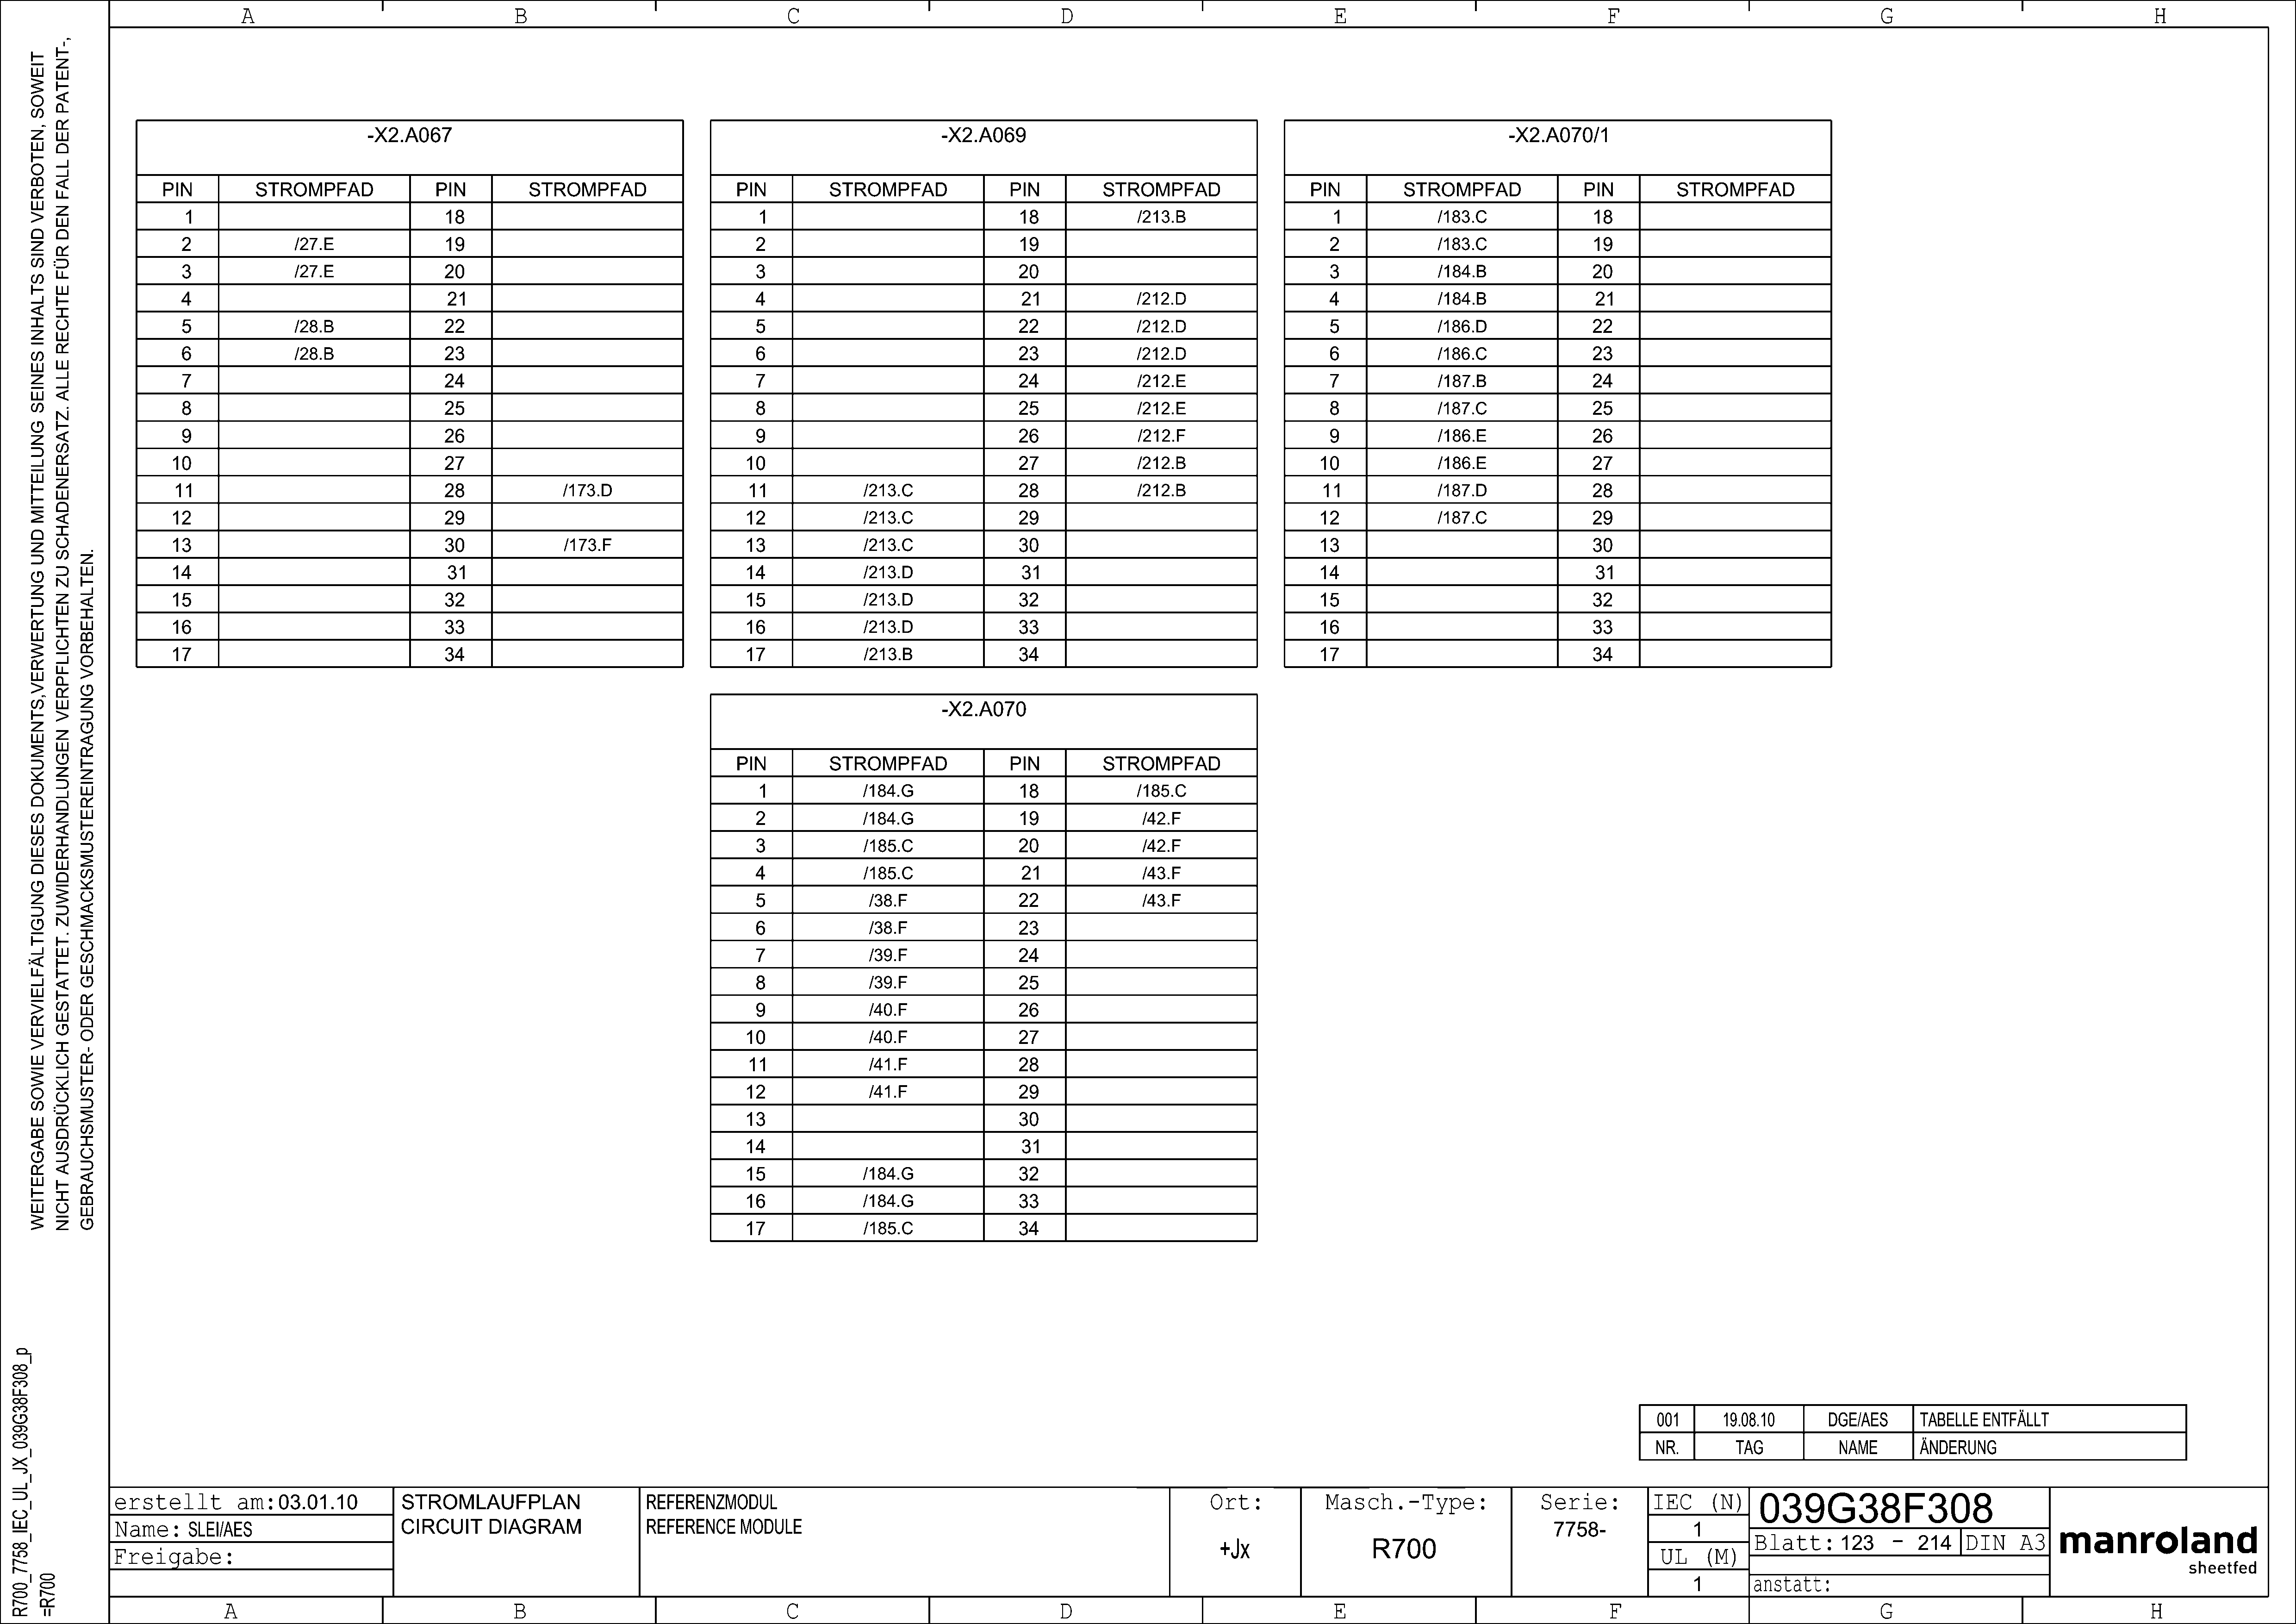 A B C D E F G H
WEITERGABE SOWIE VERVIELFÄLTIGUNG DIESES DOKUMENTS,VERWERTUNG UND MITTEILUNG SEINES INHALTS SIND VERBOTEN, SOWEIT
NICHT AUSDRÜCKLICH GESTATTET. ZUWIDERHANDLUNGEN VERPFLICHTEN ZU SCHADENERSATZ. ALLE RECHTE FÜR DEN FALL DER PATENT-,
GEBRAUCHSMUSTER- ODER GESCHMACKSMUSTEREINTRAGUNG VORBEHALTEN.
R700_7758_IEC_UL_JX_039G38F308_p
=R700
-X2.A067
PIN STROMPFAD PIN STROMPFAD
1 18
2 /27.E 19
3 /27.E 20
4 21
5 /28.B 22
6 /28.B 23
7 24
8 25
9 26
10 27
11 28 /173.D
12 29
13 30 /173.F
14 31
15 32
16 33
17 34
-X2.A069
PIN STROMPFAD PIN STROMPFAD
1 18 /213.B
2 19
3 20
4 21 /212.D
5 22 /212.D
6 23 /212.D
7 24 /212.E
8 25 /212.E
9 26 /212.F
10 27 /212.B
11 /213.C 28 /212.B
12 /213.C 29
13 /213.C 30
14 /213.D 31
15 /213.D 32
16 /213.D 33
17 /213.B 34
-X2.A070/1
PIN STROMPFAD PIN STROMPFAD
1 /183.C 18
2 /183.C 19
3 /184.B 20
4 /184.B 21
5 /186.D 22
6 /186.C 23
7 /187.B 24
8 /187.C 25
9 /186.E 26
10 /186.E 27
11 /187.D 28
12 /187.C 29
13 30
14 31
15 32
16 33
17 34
-X2.A070
PIN STROMPFAD PIN STROMPFAD
1 /184.G 18 /185.C
2 /184.G 19 /42.F
3 /185.C 20 /42.F
4 /185.C 21 /43.F
5 /38.F 22 /43.F
6 /38.F 23
7 /39.F 24
8 /39.F 25
9 /40.F 26
10 /40.F 27
11 /41.F 28
12 /41.F 29
13 30
14 31
15 /184.G 32
16 /184.G 33
17 /185.C 34
001 19.08.10 DGE/AES TABELLE ENTFÄLLT
NR. TAG NAME ÄNDERUNG
erstellt am: 03.01.10
Name: SLEI/AES
Freigabe:
STROMLAUFPLAN
CIRCUIT DIAGRAM
REFERENZMODUL
REFERENCE MODULE
Ort:
+Jx
Masch.-Type:
R700
Serie:
7758-
IEC (N)
1
UL (M)
1
039G38F308
Blatt: 123 - 214 DIN A3
anstatt:
manroland
sheetfed
A B C D E F G H